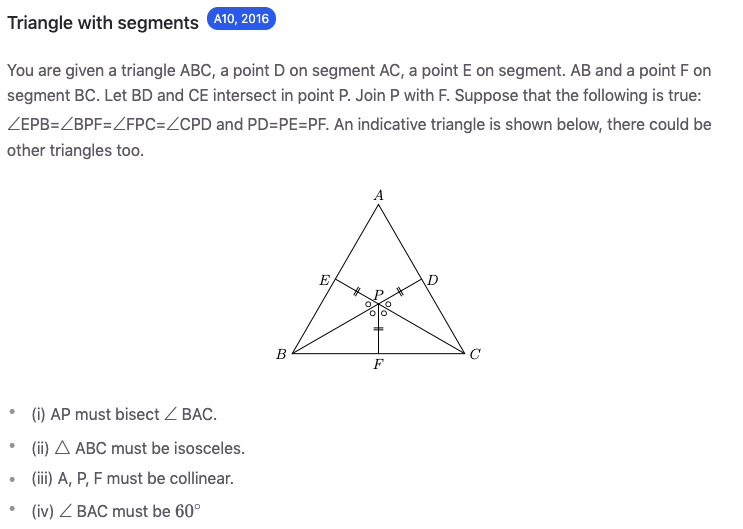 Triangle with segments A10, 2016
You are given a triangle ABC, a point D on segment AC, a point E on segment. AB and a point F on
segment BC. Let BD and CE intersect in point P. Join P with F. Suppose that the following is true:
∠EPB=∠BPF=∠FPC=∠CPD and PD=PE=PF. An indicative triangle is shown below, there could be
other triangles too.
A
E
D
P
B
C
F
• (i) AP must bisect ∠ BAC.
• (ii) △ ABC must be isosceles.
• (iii) A, P, F must be collinear.
• (iv) ∠ BAC must be 60°